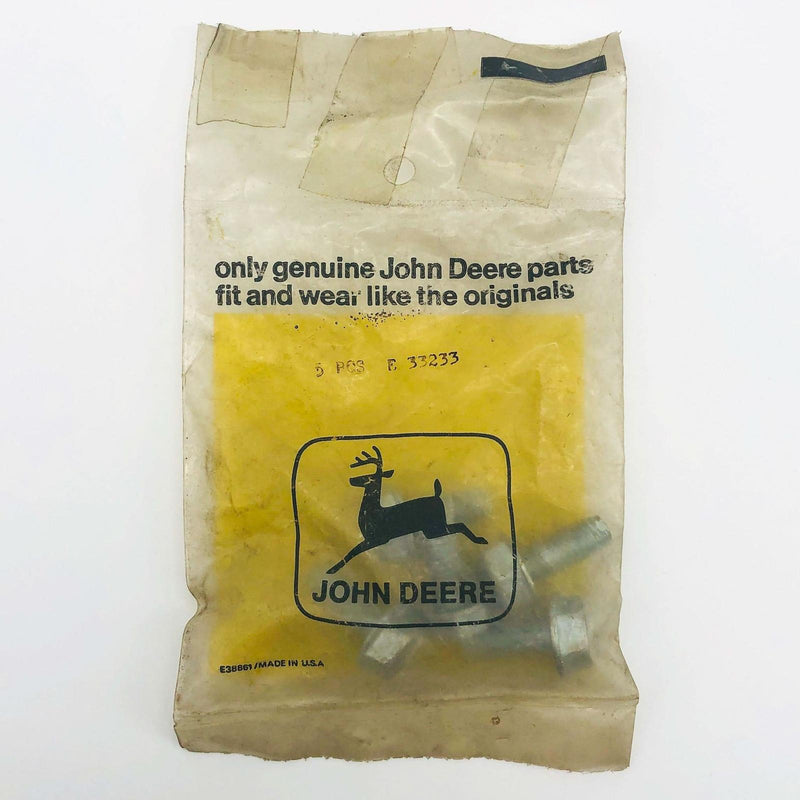 only genuine John Deere parts
fit and wear like the originals
5 PCS E 33233
JOHN DEERE
E38861/MADE IN U.S.A